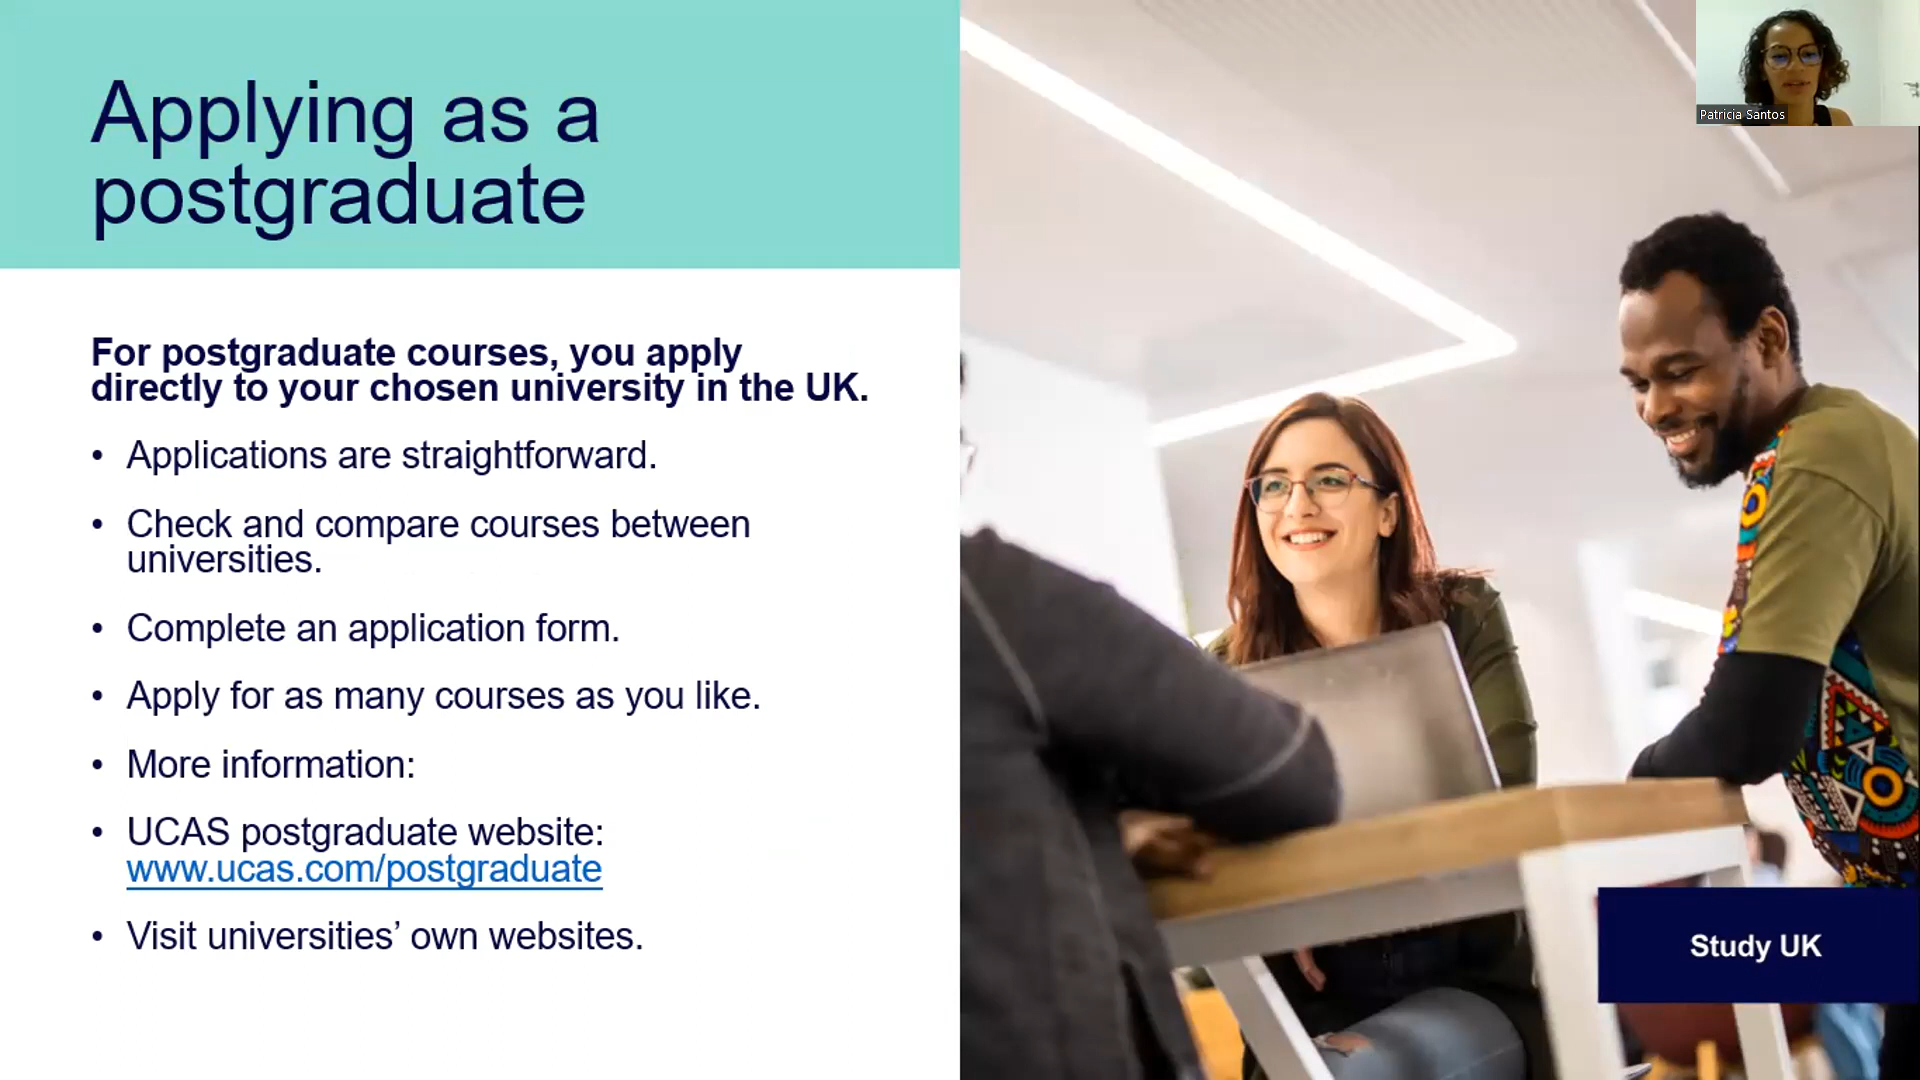 Applying as a
postgraduate
For postgraduate courses, you apply
directly to your chosen university in the UK.
• Applications are straightforward.
• Check and compare courses between
universities.
• Complete an application form.
• Apply for as many courses as you like.
• More information:
• UCAS postgraduate website:
www.ucas.com/postgraduate
• Visit universities’ own websites.
Patricia Santos
Study UK